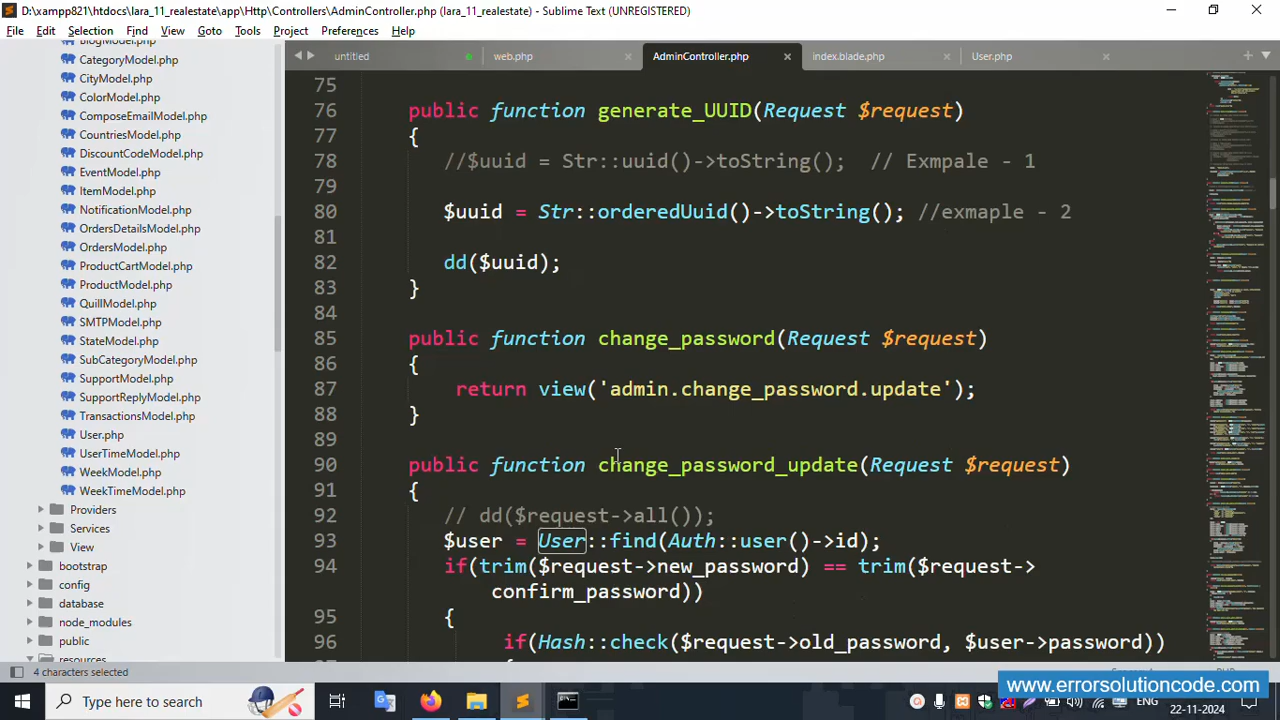 D:\xampp821\htdocs\lara_11_realestate\app\Http\Controllers\AdminController.php (lara_11_realestate) - Sublime Text (UNREGISTERED)
File Edit Selection Find View Goto Tools Project Preferences Help
BlogModel.php
CategoryModel.php
CityModel.php
ColorModel.php
ComposeEmailModel.php
CountriesModel.php
DiscountCodeModel.php
EventModel.php
ItemModel.php
NotificationModel.php
OrdersDetailsModel.php
OrdersModel.php
ProductCartModel.php
ProductModel.php
QuillModel.php
SMTPModel.php
StateModel.php
SubCategoryModel.php
SupportModel.php
SupportReplyModel.php
TransactionsModel.php
User.php
UserTimeModel.php
WeekModel.php
WeekTimeModel.php
Providers
Services
View
bootstrap
config
database
node_modules
public
resources
untitled web.php AdminController.php index.blade.php User.php
75
76 public function generate_UUID(Request $request)
77 {
78 //$uuid = Str::uuid()->toString(); // Exmpale - 1
79
80 $uuid = Str::orderedUuid()->toString(); //exmaple - 2
81
82 dd($uuid);
83 }
84
85 public function change_password(Request $request)
86 {
87 return view('admin.change_password.update');
88 }
89
90 public function change_password_update(Request $request)
91 {
92 // dd($request->all());
93 $user = User::find(Auth::user()->id);
94 if(trim($request->new_password) == trim($request->
confirm_password))
95 {
96 if(Hash::check($request->old_password, $user->password))
4 characters selected
www.errorsolutioncode.com
Type here to search
ENG
22-11-2024